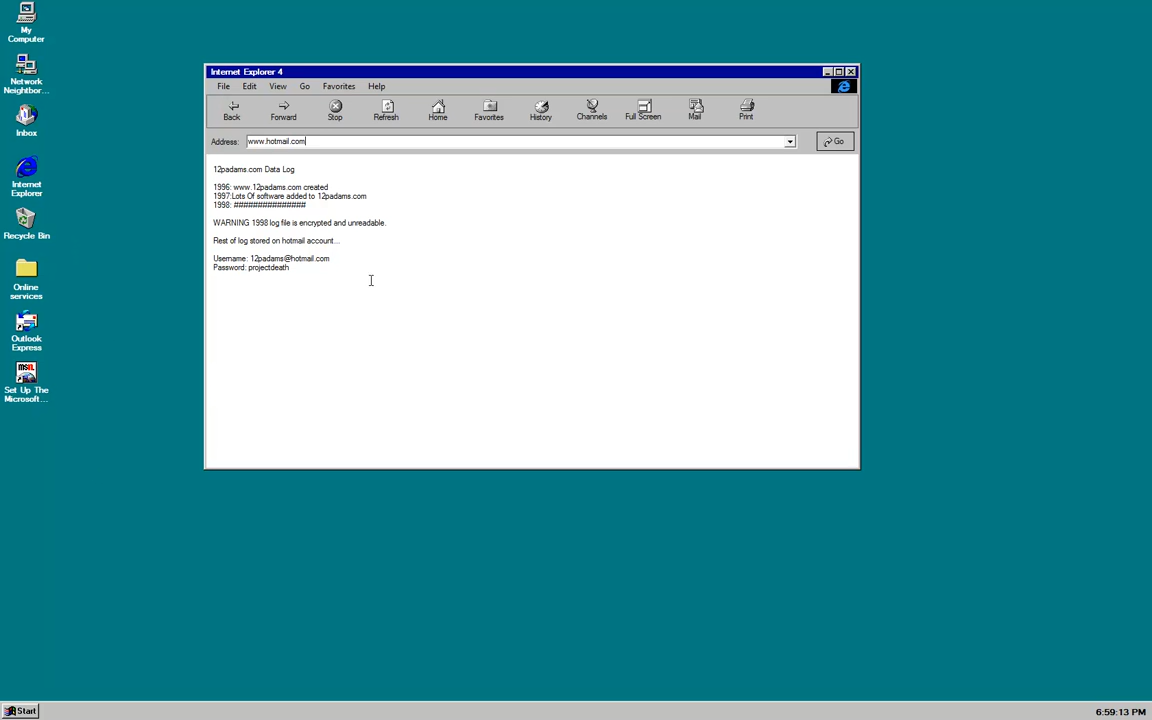 My
Computer
Network
Neighbor...
Inbox
Internet
Explorer
Recycle Bin
Online
services
Outlook
Express
msn
Set Up The
Microsoft...
Internet Explorer 4
File Edit View Go Favorites Help
Back Forward Stop Refresh Home Favorites History Channels Full Screen Mail Print
Address: www.hotmail.com Go
12padams.com Data Log
1996: www.12padams.com created
1997:Lots Of software added to 12padams.com
1998: ###############
WARNING 1998 log file is encrypted and unreadable.
Rest of log stored on hotmail account...
Username: 12padams@hotmail.com
Password: projectdeath
Start
6:59:13 PM